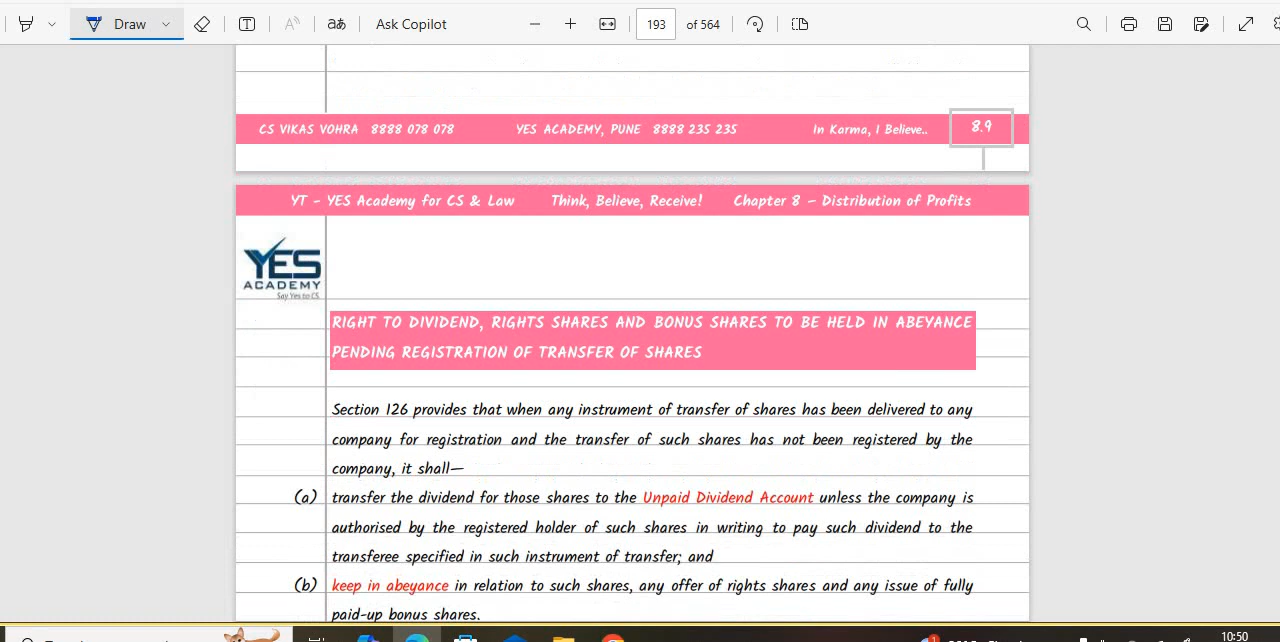 Draw
T
A
aあ
Ask Copilot
193
of 564
CS VIKAS VOHRA 8888 078 078
YES ACADEMY, PUNE 8888 235 235
In Karma, I Believe..
8.9
YT - YES Academy for CS & Law
Think, Believe, Receive!
Chapter 8 – Distribution of Profits
YES
ACADEMY
Say Yes to CS
RIGHT TO DIVIDEND, RIGHTS SHARES AND BONUS SHARES TO BE HELD IN ABEYANCE
PENDING REGISTRATION OF TRANSFER OF SHARES
Section 126 provides that when any instrument of transfer of shares has been delivered to any
company for registration and the transfer of such shares has not been registered by the
company, it shall—
(a) transfer the dividend for those shares to the Unpaid Dividend Account unless the company is
authorised by the registered holder of such shares in writing to pay such dividend to the
transferee specified in such instrument of transfer; and
(b) keep in abeyance in relation to such shares, any offer of rights shares and any issue of fully
paid-up bonus shares.
10:50